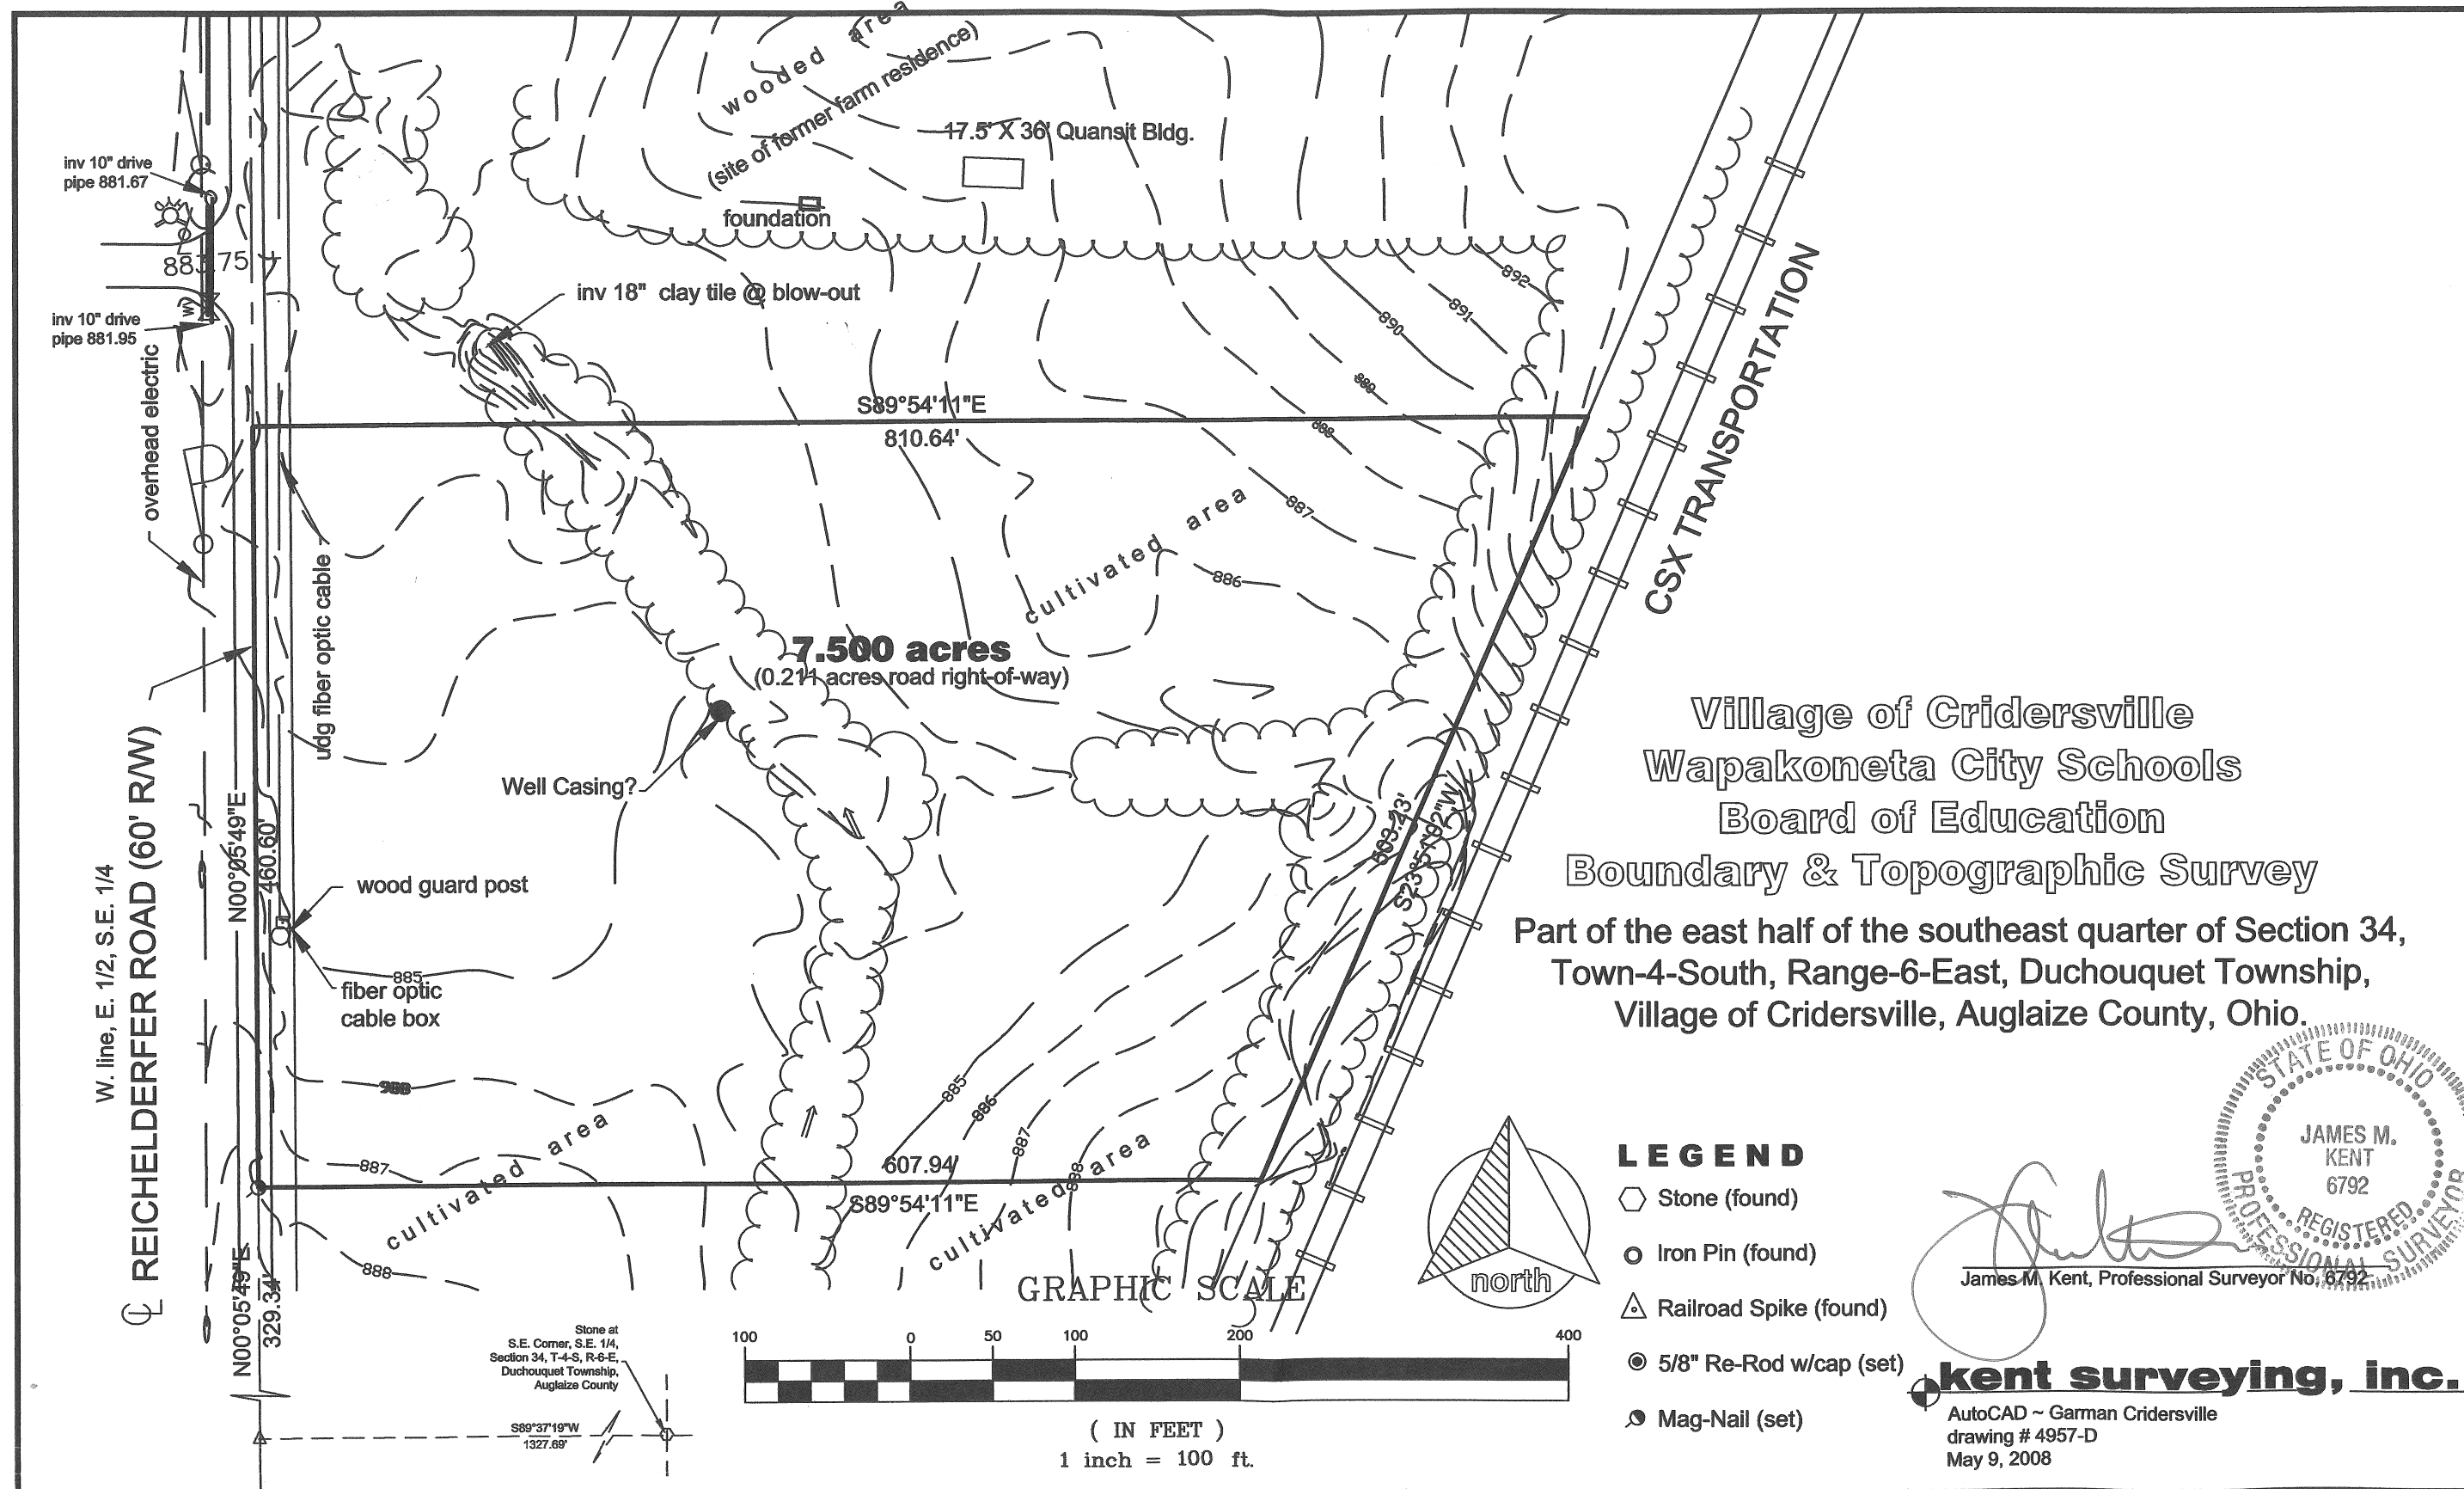 wooded area
(site of former farm residence)
17.5' X 36' Quansit Bldg.
foundation
inv 10" drive
pipe 881.67
883.75
inv 10" drive
pipe 881.95
W
inv 18" clay tile @ blow-out
892
891
890
889
888
887
886
overhead electric
udg fiber optic cable
S89°54'11"E
810.64'
CSX TRANSPORTATION
cultivated area
7.500 acres
(0.211 acres road right-of-way)
Well Casing?
wood guard post
885
fiber optic
cable box
N00°05'49"E
460.60'
W. line, E. 1/2, S.E. 1/4
REICHELDERFER ROAD (60' R/W)
503.23'
S23°51'02"W
887
888
cultivated area
885
886
887
888
607.94'
S89°54'11"E
cultivated area
N00°05'49"E
329.34'
Stone at
S.E. Corner, S.E. 1/4,
Section 34, T-4-S, R-6-E,
Duchouquet Township,
Auglaize County
S89°37'19"W
1327.69'
GRAPHIC SCALE
100 0 50 100 200 400
( IN FEET )
1 inch = 100 ft.
north
Village of Cridersville
Wapakoneta City Schools
Board of Education
Boundary & Topographic Survey
Part of the east half of the southeast quarter of Section 34,
Town-4-South, Range-6-East, Duchouquet Township,
Village of Cridersville, Auglaize County, Ohio.
LEGEND
Stone (found)
Iron Pin (found)
Railroad Spike (found)
5/8" Re-Rod w/cap (set)
Mag-Nail (set)
STATE OF OHIO
JAMES M.
KENT
6792
REGISTERED
PROFESSIONAL SURVEYOR
James M. Kent, Professional Surveyor No. 6792
kent surveying, inc.
AutoCAD ~ Garman Cridersville
drawing # 4957-D
May 9, 2008